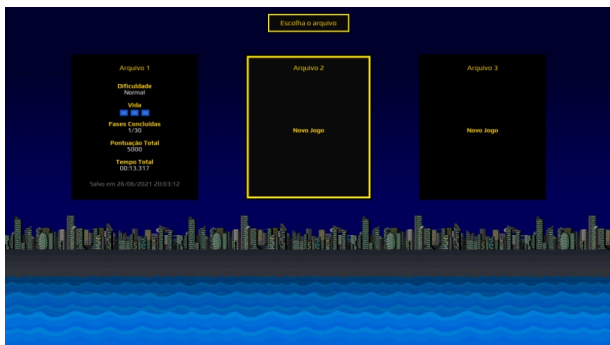 Escolha o arquivo
Arquivo 1
Dificuldade
Normal
Vida
Fases Concluídas
1/30
Pontuação Total
5000
Tempo Total
00:13.317
Salvo em 26/06/2021 20:03:12
Arquivo 2
Novo Jogo
Arquivo 3
Novo Jogo